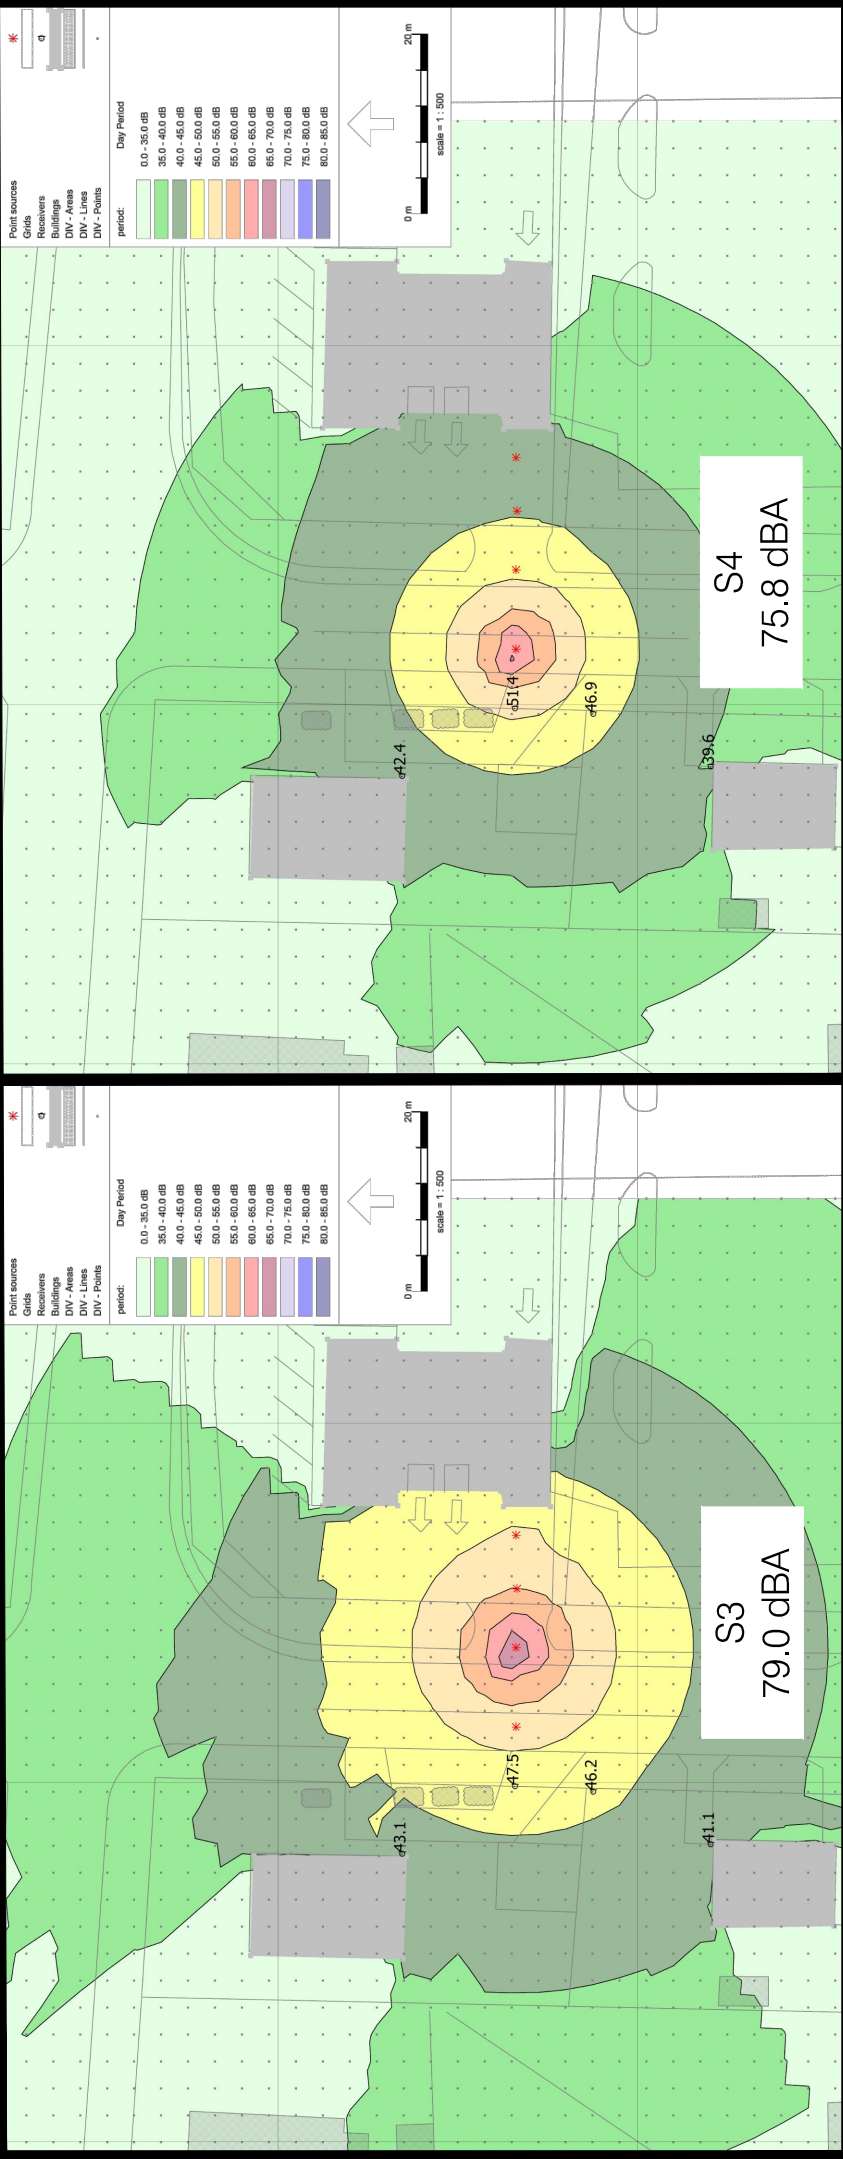 Point sources
Grids
Receivers
Buildings
DIV - Areas
DIV - Lines
DIV - Points
period:
Day Period
0.0 - 35.0 dB
35.0 - 40.0 dB
40.0 - 45.0 dB
45.0 - 50.0 dB
50.0 - 55.0 dB
55.0 - 60.0 dB
60.0 - 65.0 dB
65.0 - 70.0 dB
70.0 - 75.0 dB
75.0 - 80.0 dB
80.0 - 85.0 dB
0 m
20 m
scale = 1 : 500
42.4
51.4
46.9
39.6
S4
75.8 dBA
Point sources
Grids
Receivers
Buildings
DIV - Areas
DIV - Lines
DIV - Points
period:
Day Period
0.0 - 35.0 dB
35.0 - 40.0 dB
40.0 - 45.0 dB
45.0 - 50.0 dB
50.0 - 55.0 dB
55.0 - 60.0 dB
60.0 - 65.0 dB
65.0 - 70.0 dB
70.0 - 75.0 dB
75.0 - 80.0 dB
80.0 - 85.0 dB
0 m
20 m
scale = 1 : 500
43.1
47.5
46.2
41.1
S3
79.0 dBA